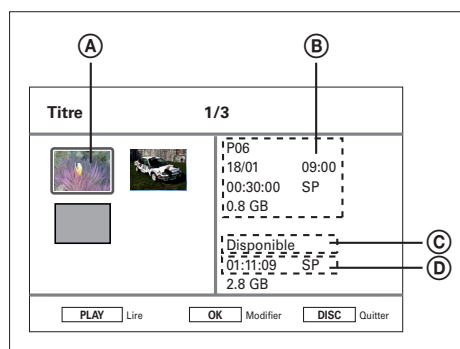 A B
Titre 1/3
P06
18/01 09:00
00:30:00 SP
0.8 GB
Disponible C
01:11:09 SP D
2.8 GB
PLAY Lire OK Modifier DISC Quitter